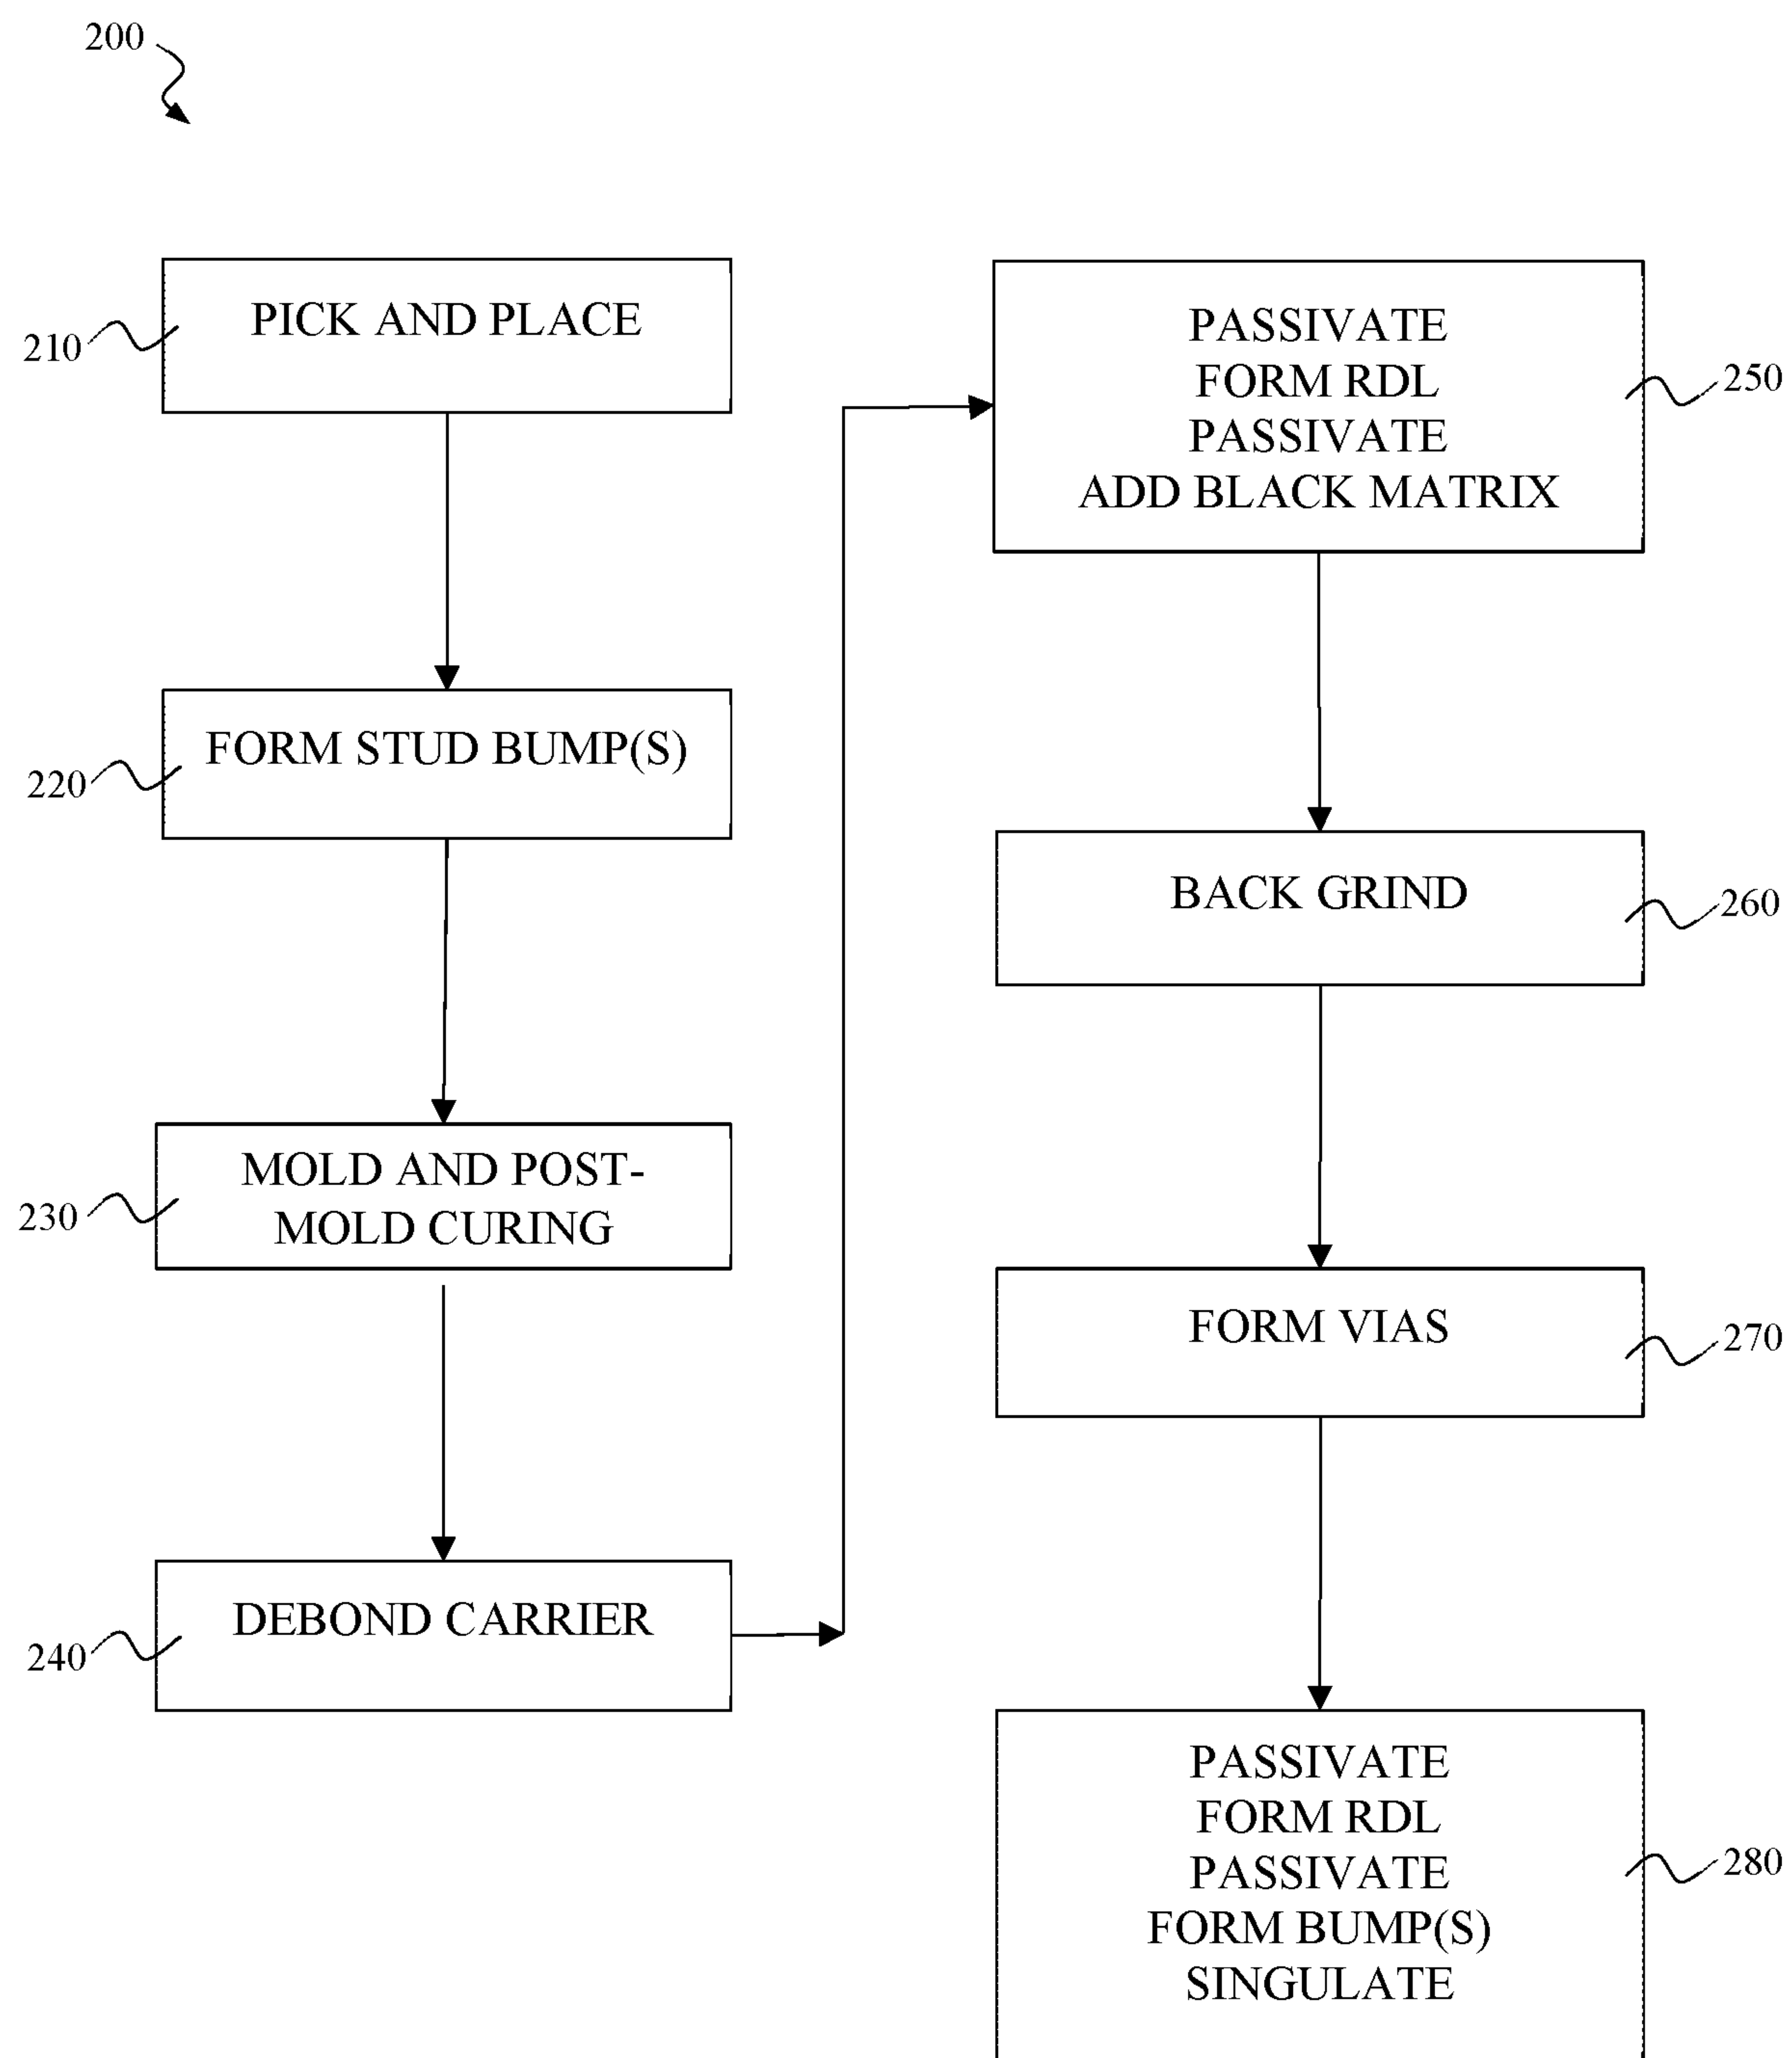 200
210
PICK AND PLACE
220
FORM STUD BUMP(S)
230
MOLD AND POST-
MOLD CURING
240
DEBOND CARRIER
PASSIVATE
FORM RDL
PASSIVATE
ADD BLACK MATRIX
250
BACK GRIND
260
FORM VIAS
270
PASSIVATE
FORM RDL
PASSIVATE
FORM BUMP(S)
SINGULATE
280